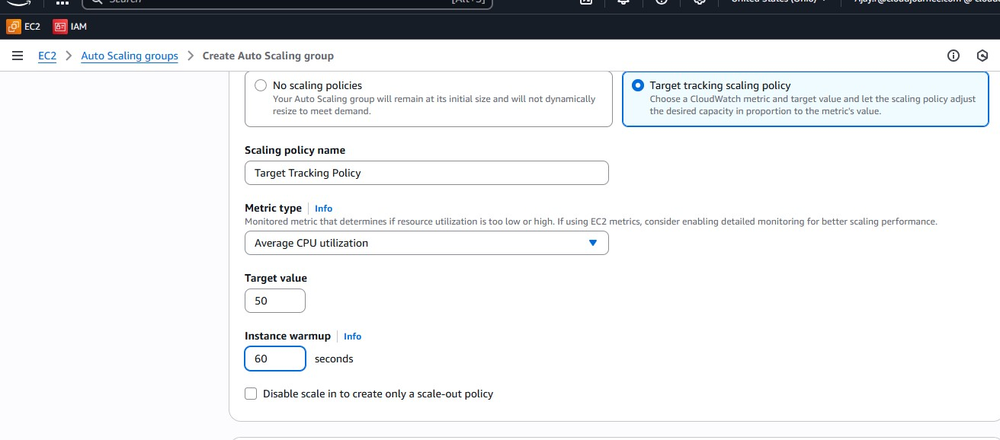 Search [Alt+S] United States (Ohio)
EC2 IAM
EC2 Auto Scaling groups Create Auto Scaling group
No scaling policies
Your Auto Scaling group will remain at its initial size and will not dynamically
resize to meet demand.
Target tracking scaling policy
Choose a CloudWatch metric and target value and let the scaling policy adjust
the desired capacity in proportion to the metric's value.
Scaling policy name
Target Tracking Policy
Metric type Info
Monitored metric that determines if resource utilization is too low or high. If using EC2 metrics, consider enabling detailed monitoring for better scaling performance.
Average CPU utilization
Target value
50
Instance warmup Info
60 seconds
Disable scale in to create only a scale-out policy